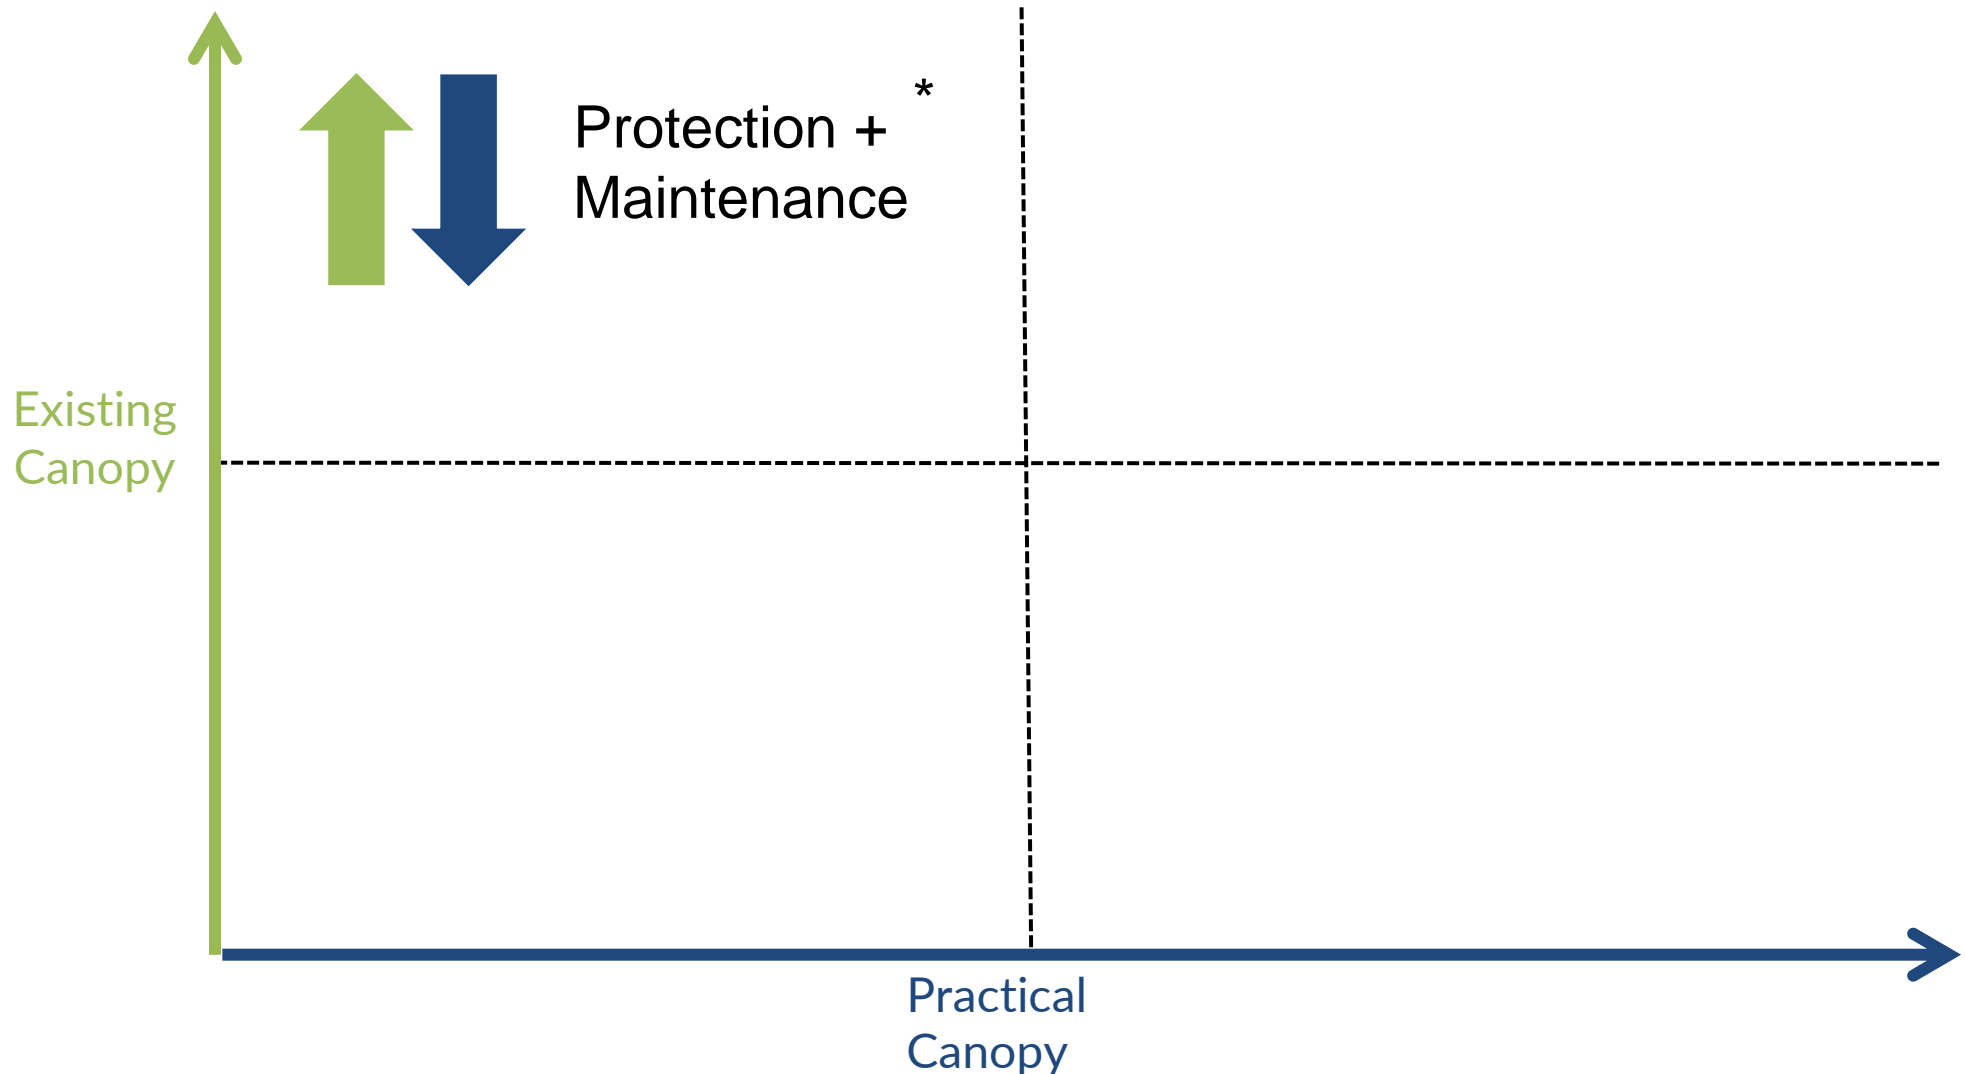 *
Protection +
Maintenance
Existing
Canopy
Practical
Canopy